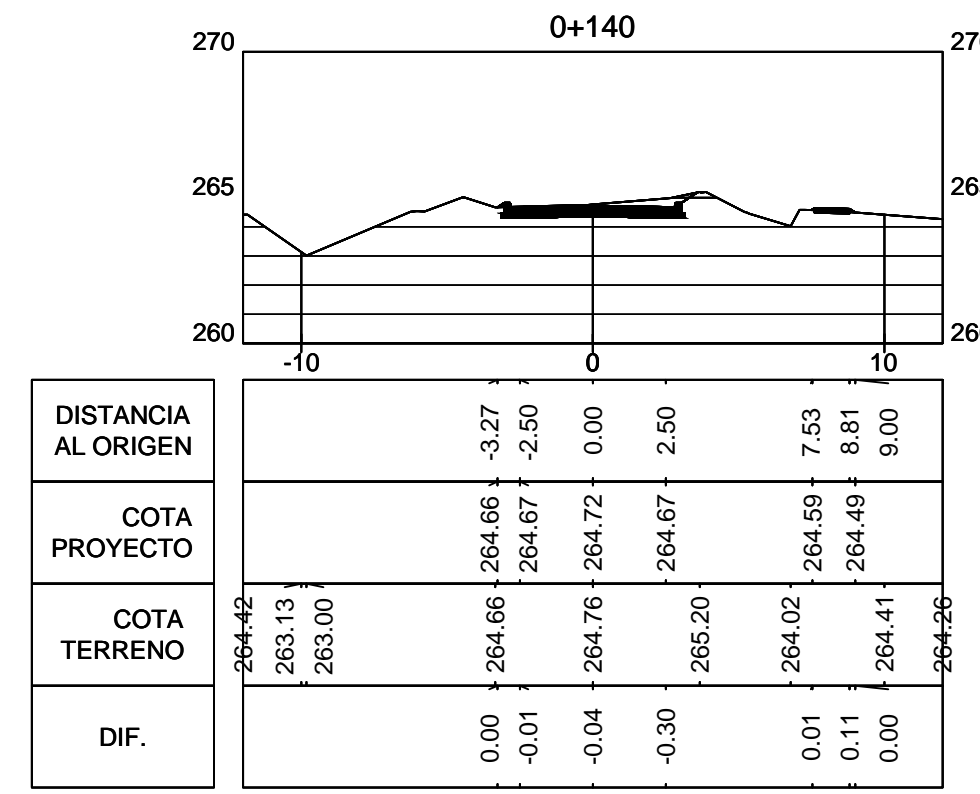 0+140
270
270
265
26
260
26
-10 0 10
DISTANCIA
AL ORIGEN
-3.27 -2.50 0.00 2.50 7.53 8.81 9.00
COTA
PROYECTO
264.66 264.67 264.72 264.67 264.59 264.49
COTA
TERRENO
264.42 263.13 263.00 264.66 264.76 265.20 264.02 264.41 264.26
DIF.
0.00 -0.01 -0.04 -0.30 0.01 0.11 0.00